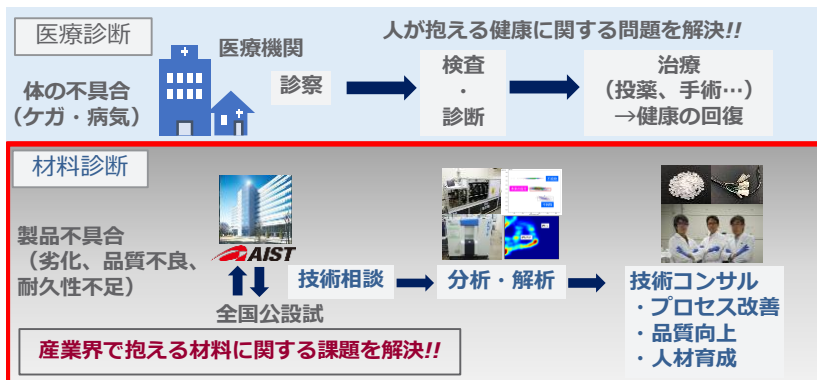 医療診断
医療機関
人が抱える健康に関する問題を解決!!
体の不具合
（ケガ・病気）
診察
検査
・
診断
治療
（投薬、手術…）
→健康の回復
材料診断
製品不具合
（劣化、品質不良、
耐久性不足）
AIST
全国公設試
技術相談
分析・解析
技術コンサル
・プロセス改善
・品質向上
・人材育成
産業界で抱える材料に関する課題を解決!!